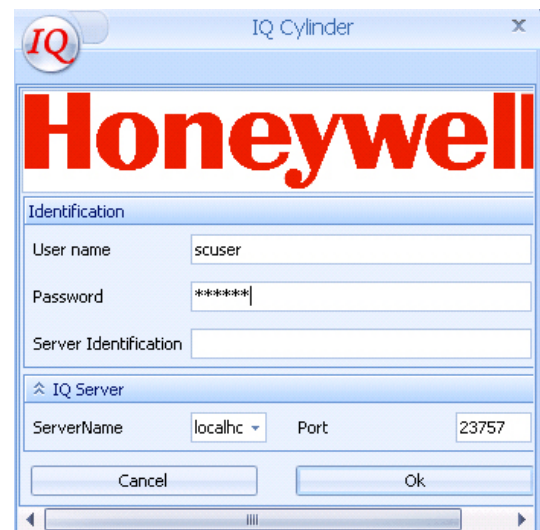 IQ
IQ Cylinder
Honeywell
Identification
User name scuser
Password ******
Server Identification
IQ Server
ServerName localhc Port 23757
Cancel Ok